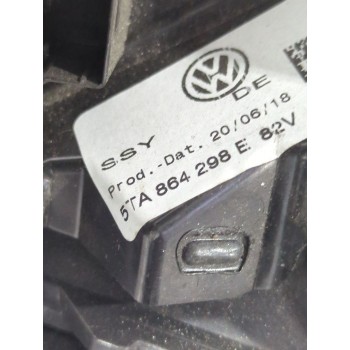 DE
SSY
Prod.-Dat. 20/06/18
5TA 864 298 E 82V